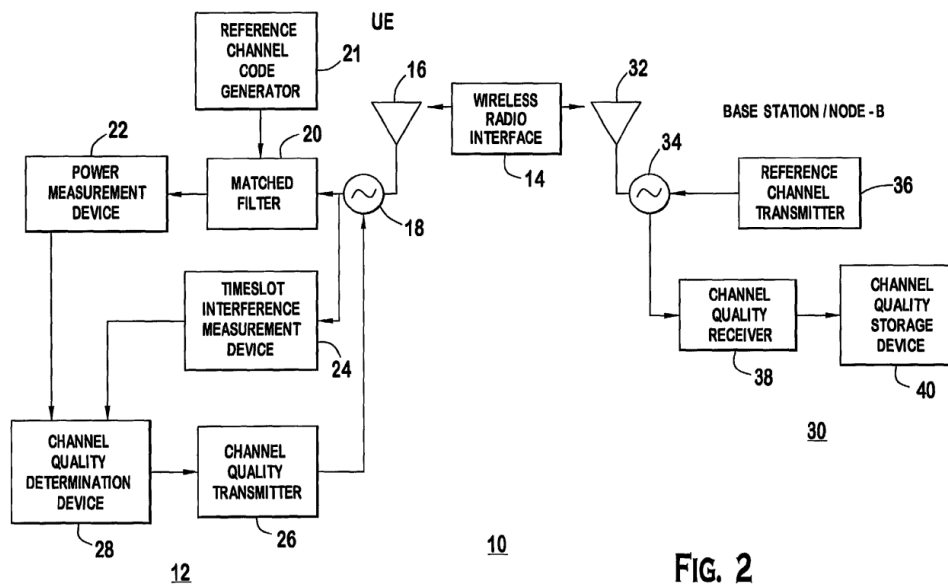 UE
REFERENCE
CHANNEL
CODE
GENERATOR
21
16
32
WIRELESS
RADIO
INTERFACE
14
BASE STATION / NODE - B
22
POWER
MEASUREMENT
DEVICE
20
MATCHED
FILTER
18
34
REFERENCE
CHANNEL
TRANSMITTER
36
TIMESLOT
INTERFERENCE
MEASUREMENT
DEVICE
24
CHANNEL
QUALITY
RECEIVER
38
CHANNEL
QUALITY
STORAGE
DEVICE
40
CHANNEL
QUALITY
DETERMINATION
DEVICE
28
CHANNEL
QUALITY
TRANSMITTER
26
30
12
10
FIG. 2